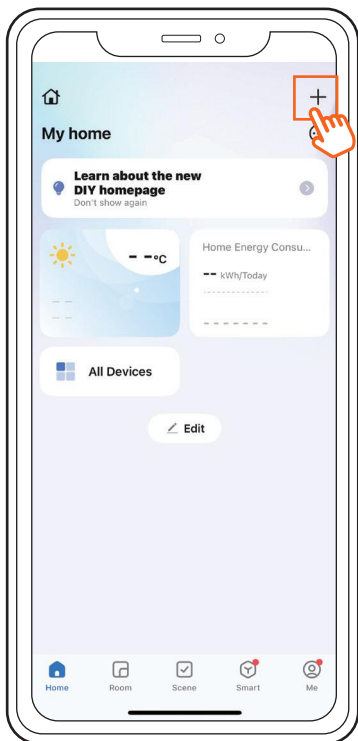 My home
Learn about the new
DIY homepage
Don't show again
- -°C
Home Energy Consu...
-- kWh/Today
- - - - - - -
All Devices
Edit
Home
Room
Scene
Smart
Me